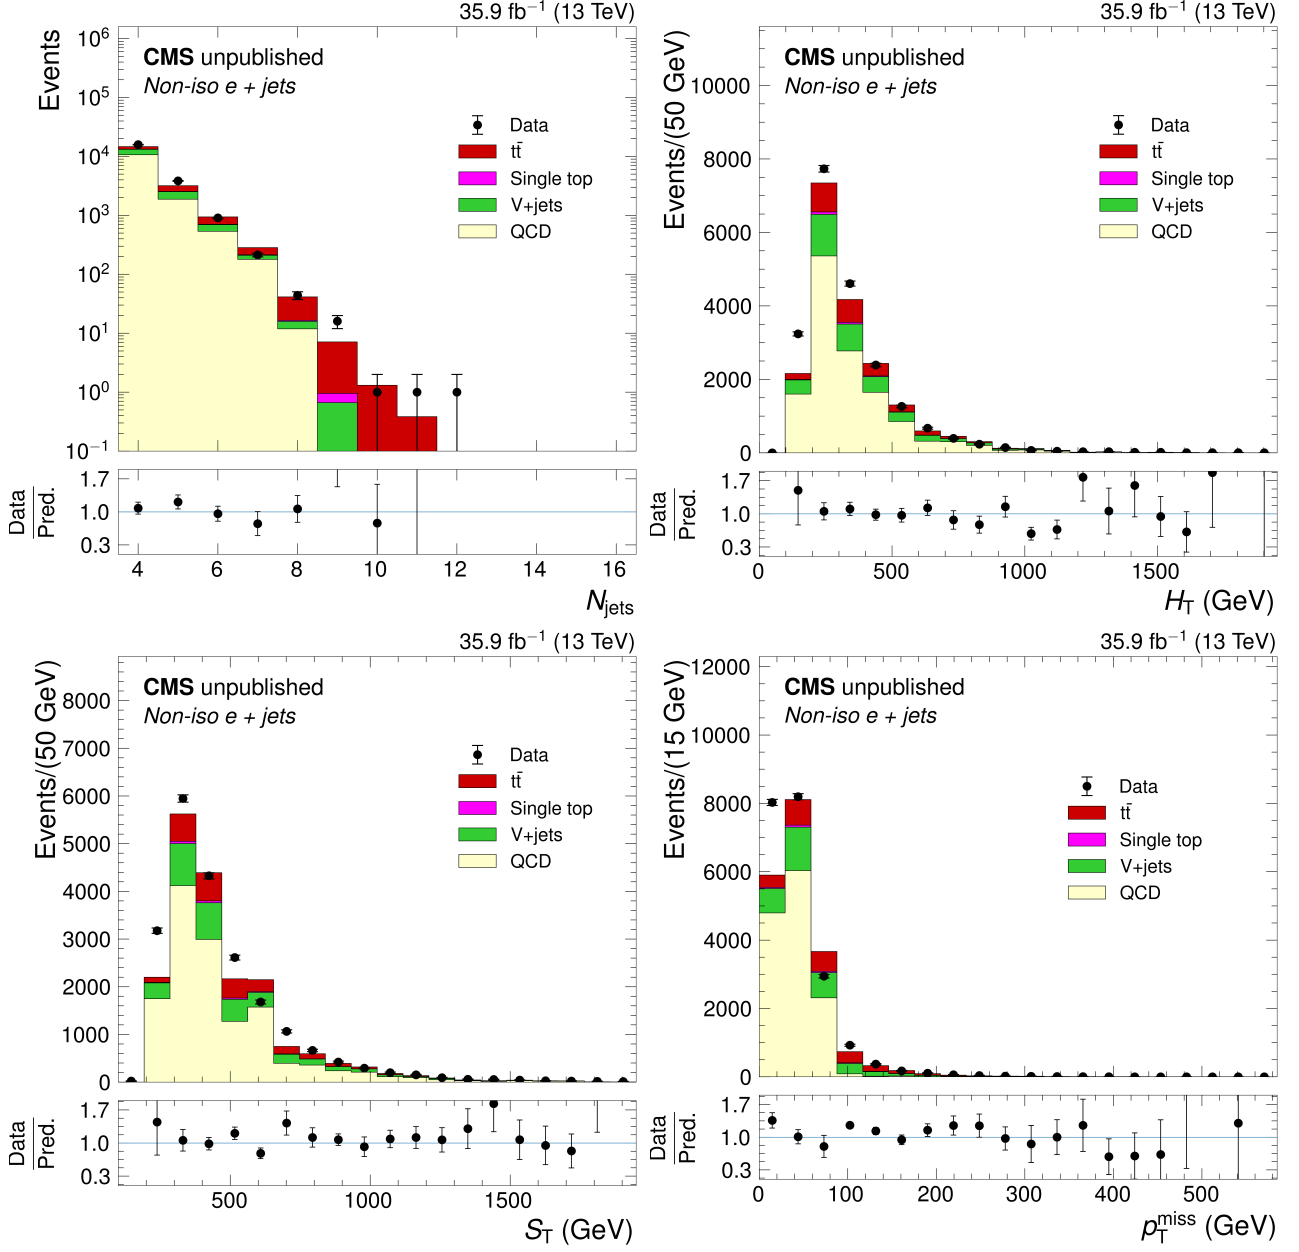 35.9 fb⁻¹ (13 TeV)
CMS unpublished
Non-iso e + jets
Events
10⁶
10⁵
10⁴
10³
10²
10¹
10⁰
10⁻¹
Data
tt̄
Single top
V+jets
QCD
Data
Pred.
1.7
1.0
0.3
4 6 8 10 12 14 16
N_jets
35.9 fb⁻¹ (13 TeV)
CMS unpublished
Non-iso e + jets
Events/(50 GeV)
10000
8000
6000
4000
2000
0
Data
tt̄
Single top
V+jets
QCD
Data
Pred.
1.7
1.0
0.3
0 500 1000 1500
H_T (GeV)
35.9 fb⁻¹ (13 TeV)
CMS unpublished
Non-iso e + jets
Events/(50 GeV)
8000
7000
6000
5000
4000
3000
2000
1000
0
Data
tt̄
Single top
V+jets
QCD
Data
Pred.
1.7
1.0
0.3
500 1000 1500
S_T (GeV)
35.9 fb⁻¹ (13 TeV)
CMS unpublished
Non-iso e + jets
Events/(15 GeV)
12000
10000
8000
6000
4000
2000
0
Data
tt̄
Single top
V+jets
QCD
Data
Pred.
1.7
1.0
0.3
0 100 200 300 400 500
p_T^miss (GeV)